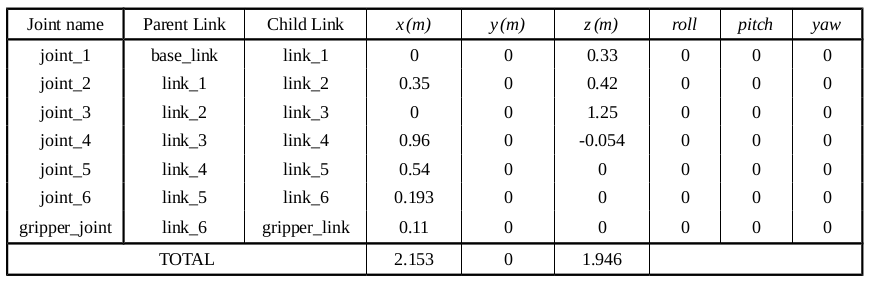 Joint name Parent Link Child Link x (m) y (m) z (m) roll pitch yaw
joint_1 base_link link_1 0 0 0.33 0 0 0
joint_2 link_1 link_2 0.35 0 0.42 0 0 0
joint_3 link_2 link_3 0 0 1.25 0 0 0
joint_4 link_3 link_4 0.96 0 -0.054 0 0 0
joint_5 link_4 link_5 0.54 0 0 0 0 0
joint_6 link_5 link_6 0.193 0 0 0 0 0
gripper_joint link_6 gripper_link 0.11 0 0 0 0 0
TOTAL 2.153 0 1.946